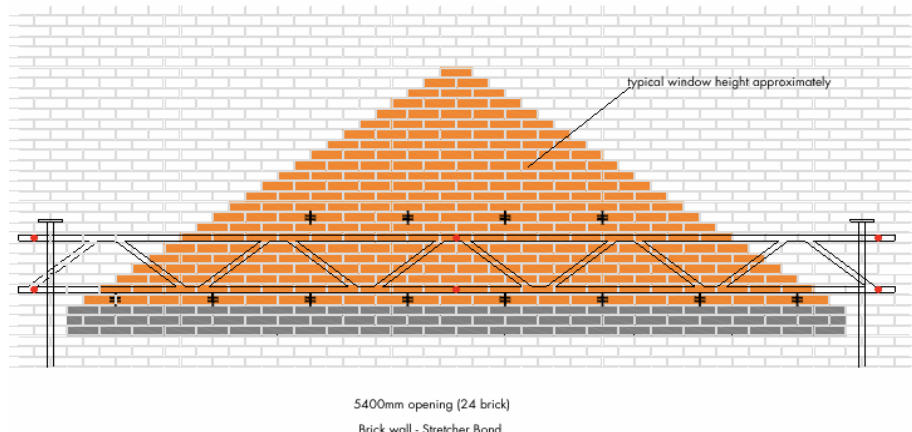 typical window height approximately
5400mm opening (24 brick)
Brick wall - Stretcher Bond